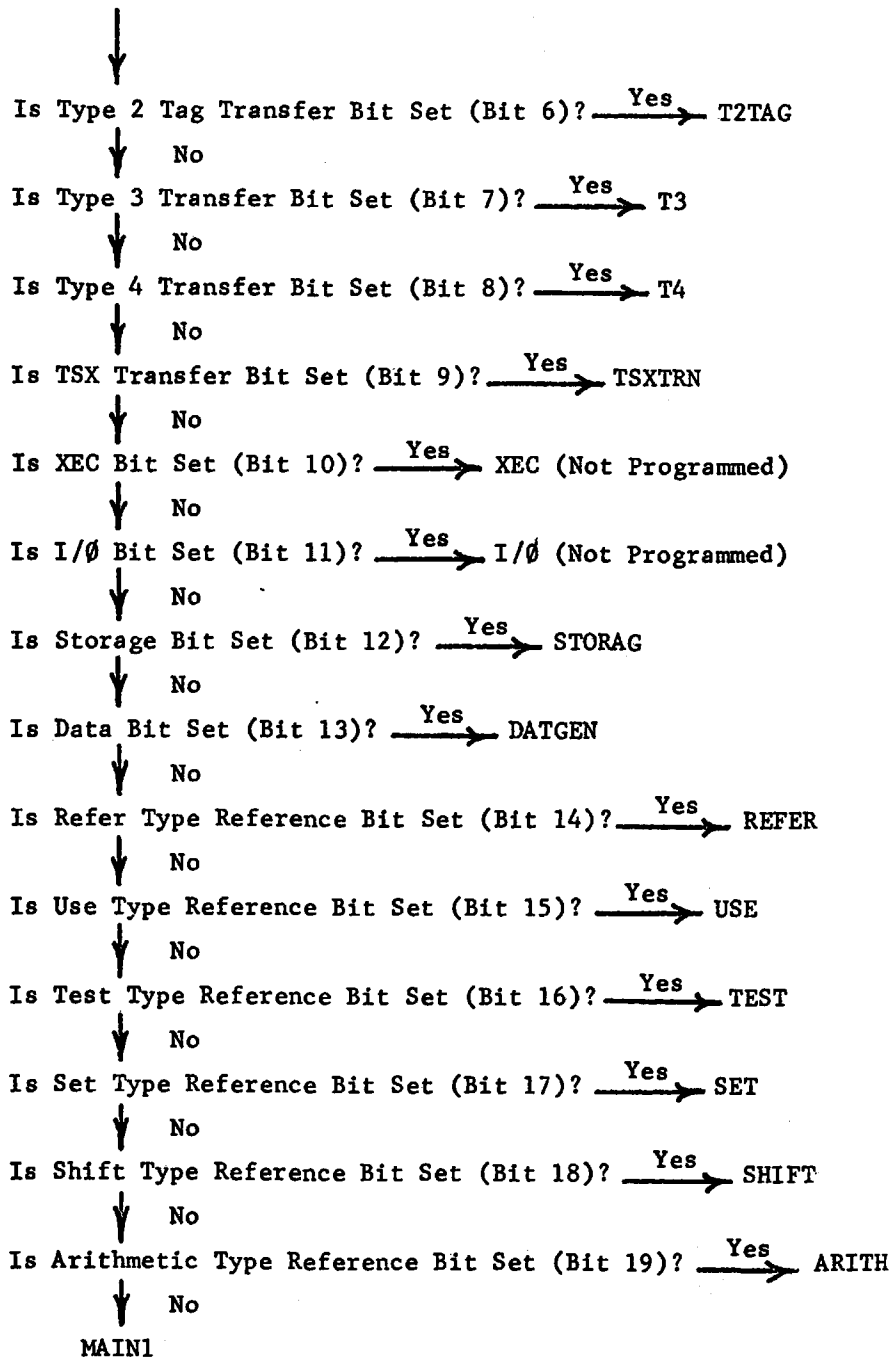 Is Type 2 Tag Transfer Bit Set (Bit 6)? Yes T2TAG
No
Is Type 3 Transfer Bit Set (Bit 7)? Yes T3
No
Is Type 4 Transfer Bit Set (Bit 8)? Yes T4
No
Is TSX Transfer Bit Set (Bit 9)? Yes TSXTRN
No
Is XEC Bit Set (Bit 10)? Yes XEC (Not Programmed)
No
Is I/Ø Bit Set (Bit 11)? Yes I/Ø (Not Programmed)
No
Is Storage Bit Set (Bit 12)? Yes STORAG
No
Is Data Bit Set (Bit 13)? Yes DATGEN
No
Is Refer Type Reference Bit Set (Bit 14)? Yes REFER
No
Is Use Type Reference Bit Set (Bit 15)? Yes USE
No
Is Test Type Reference Bit Set (Bit 16)? Yes TEST
No
Is Set Type Reference Bit Set (Bit 17)? Yes SET
No
Is Shift Type Reference Bit Set (Bit 18)? Yes SHIFT
No
Is Arithmetic Type Reference Bit Set (Bit 19)? Yes ARITH
No
MAIN1